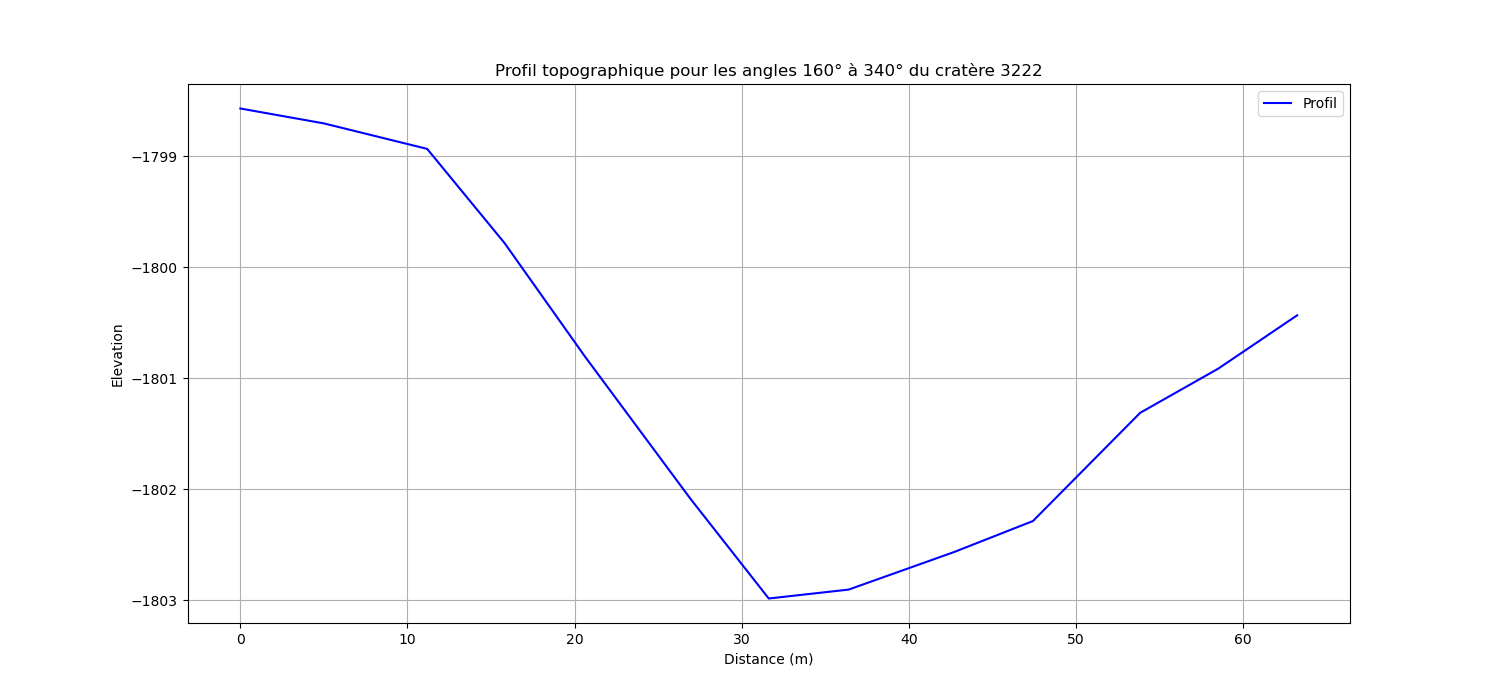 Profil topographique pour les angles 160° à 340° du cratère 3222
Profil
−1799
−1800
−1801
−1802
−1803
Elevation
0 10 20 30 40 50 60
Distance (m)